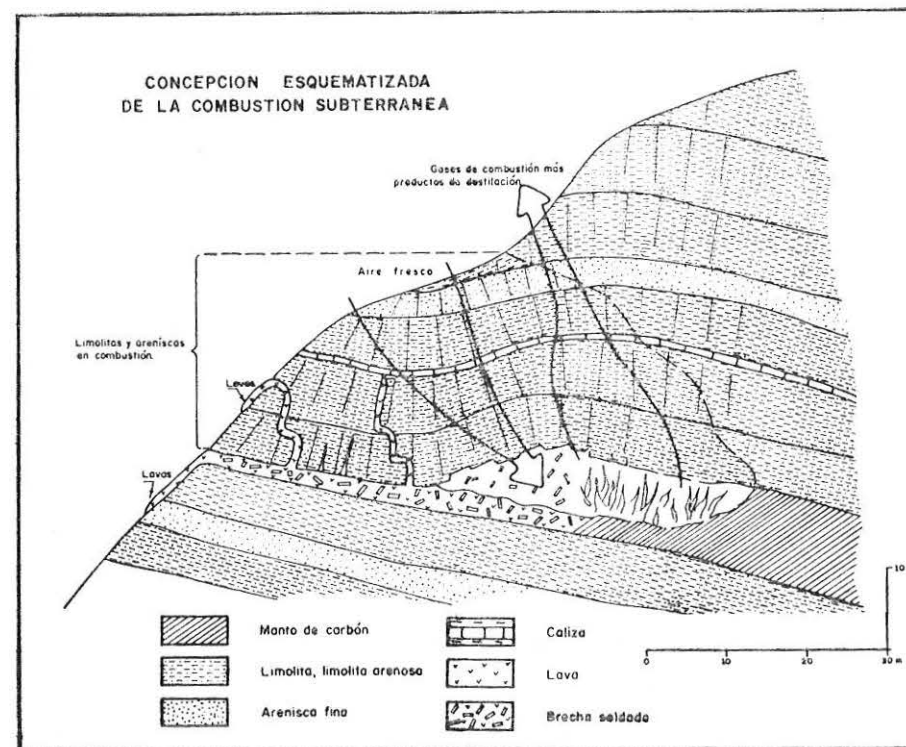 CONCEPCION ESQUEMATIZADA
DE LA COMBUSTION SUBTERRANEA
Gases de combustión más
productos de destilación
Aire fresco
Limolitas y areniscas
en combustión
Lavas
Lavas
10
Manto de carbón
Caliza
Limolita, limolita arenosa
Lava
Arenisca fina
Brecha soldada
0 10 20 30 m